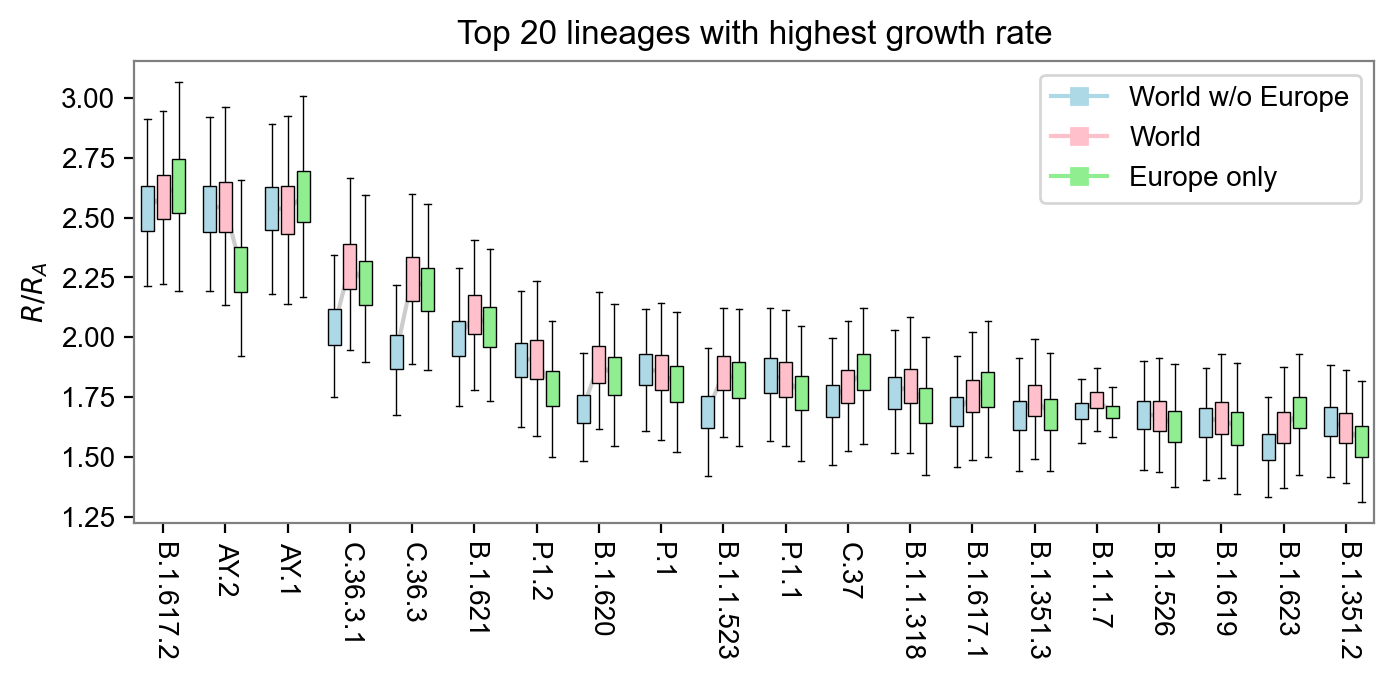 Top 20 lineages with highest growth rate
World w/o Europe
World
Europe only
R/R_A
3.00
2.75
2.50
2.25
2.00
1.75
1.50
1.25
B.1.617.2
AY.2
AY.1
C.36.3.1
C.36.3
B.1.621
P.1.2
B.1.620
P.1
B.1.1.523
P.1.1
C.37
B.1.1.318
B.1.617.1
B.1.351.3
B.1.1.7
B.1.526
B.1.619
B.1.623
B.1.351.2